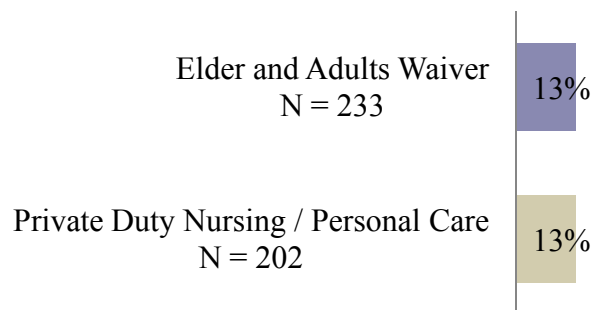 Elder and Adults Waiver
N = 233
13%
Private Duty Nursing / Personal Care
N = 202
13%